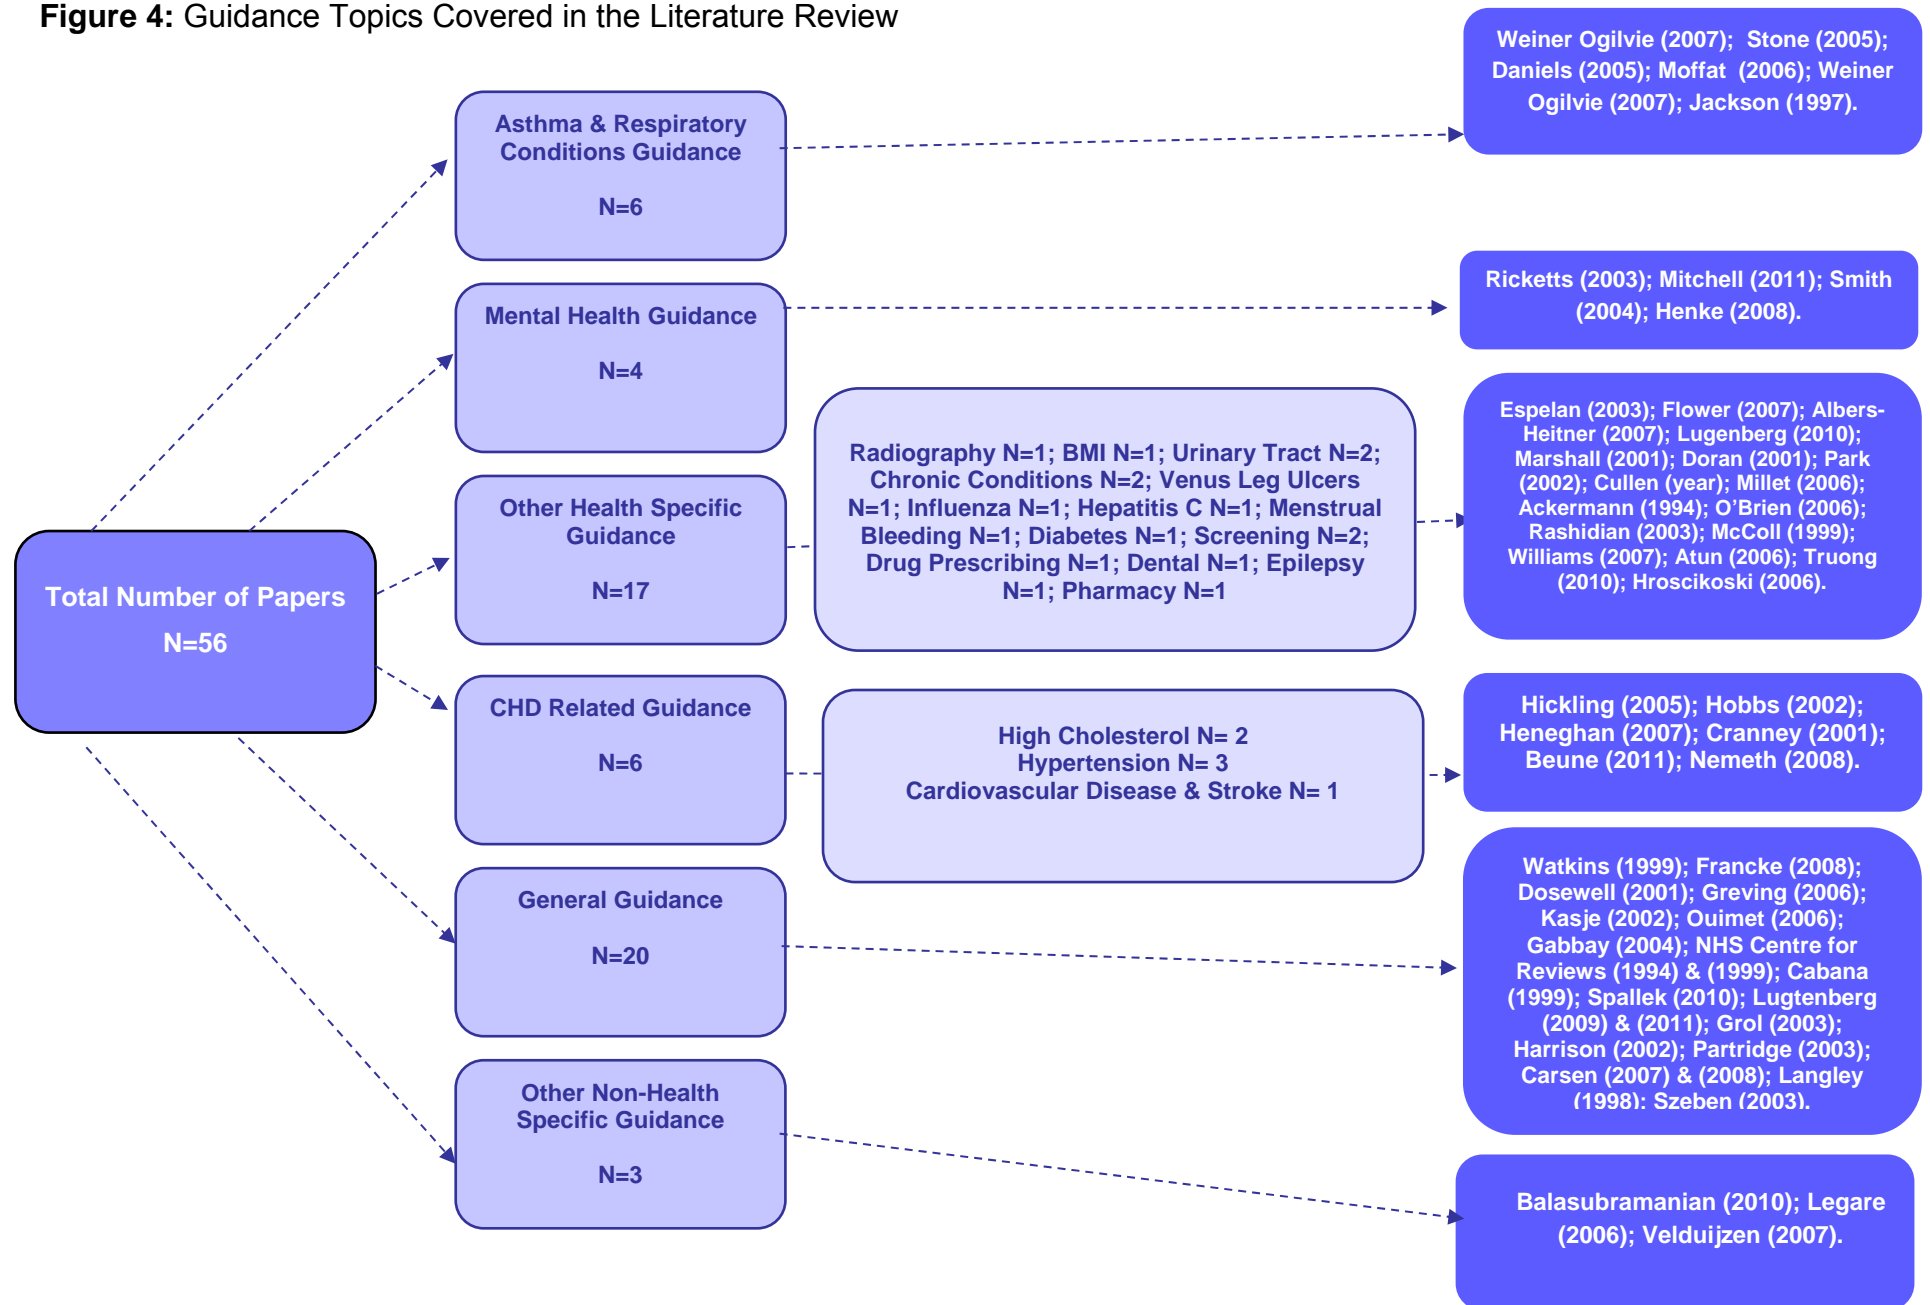 Figure 4: Guidance Topics Covered in the Literature Review
Total Number of Papers
N=56
Asthma & Respiratory
Conditions Guidance
N=6
Weiner Ogilvie (2007);  Stone (2005);
Daniels (2005); Moffat  (2006); Weiner
Ogilvie (2007); Jackson (1997).
Mental Health Guidance
N=4
Ricketts (2003); Mitchell (2011); Smith
(2004); Henke (2008).
Other Health Specific
Guidance
N=17
Radiography N=1; BMI N=1; Urinary Tract N=2;
Chronic Conditions N=2; Venus Leg Ulcers
N=1; Influenza N=1; Hepatitis C N=1; Menstrual
Bleeding N=1; Diabetes N=1; Screening N=2;
Drug Prescribing N=1; Dental N=1; Epilepsy
N=1; Pharmacy N=1
Espelan (2003); Flower (2007); Albers-
Heitner (2007); Lugenberg (2010);
Marshall (2001); Doran (2001); Park
(2002); Cullen (year); Millet (2006);
Ackermann (1994); O’Brien (2006);
Rashidian (2003); McColl (1999);
Williams (2007); Atun (2006); Truong
(2010); Hroscikoski (2006).
CHD Related Guidance
N=6
High Cholesterol N= 2
Hypertension N= 3
Cardiovascular Disease & Stroke N= 1
Hickling (2005); Hobbs (2002);
Heneghan (2007); Cranney (2001);
Beune (2011); Nemeth (2008).
General Guidance
N=20
Watkins (1999); Francke (2008);
Dosewell (2001); Greving (2006);
Kasje (2002); Ouimet (2006);
Gabbay (2004); NHS Centre for
Reviews (1994) & (1999); Cabana
(1999); Spallek (2010); Lugtenberg
(2009) & (2011); Grol (2003);
Harrison (2002); Partridge (2003);
Carsen (2007) & (2008); Langley
(1998); Szeben (2003).
Other Non-Health
Specific Guidance
N=3
Balasubramanian (2010); Legare
(2006); Velduijzen (2007).